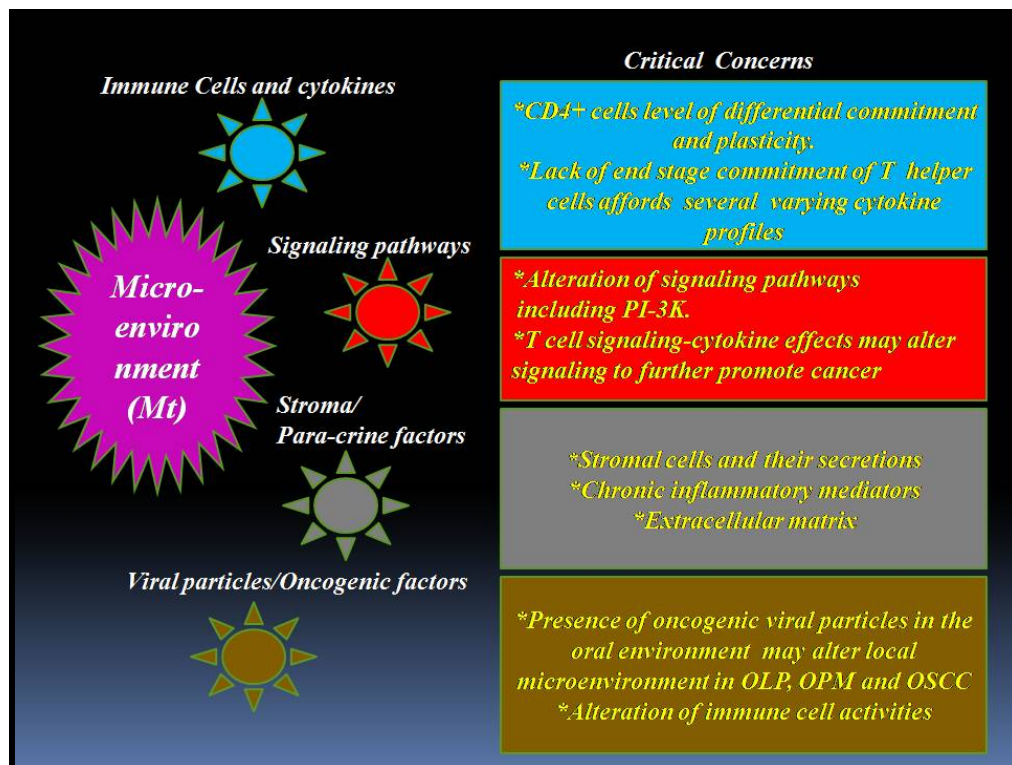 Critical Concerns
Immune Cells and cytokines
*CD4+ cells level of differential commitment
and plasticity.
*Lack of end stage commitment of T helper
cells affords several varying cytokine
profiles
Micro-
enviro
nment
(Mt)
Signaling pathways
*Alteration of signaling pathways
including PI-3K.
*T cell signaling-cytokine effects may alter
signaling to further promote cancer
Stroma/
Para-crine factors
*Stromal cells and their secretions
*Chronic inflammatory mediators
*Extracellular matrix
Viral particles/Oncogenic factors
*Presence of oncogenic viral particles in the
oral environment may alter local
microenvironment in OLP, OPM and OSCC
*Alteration of immune cell activities